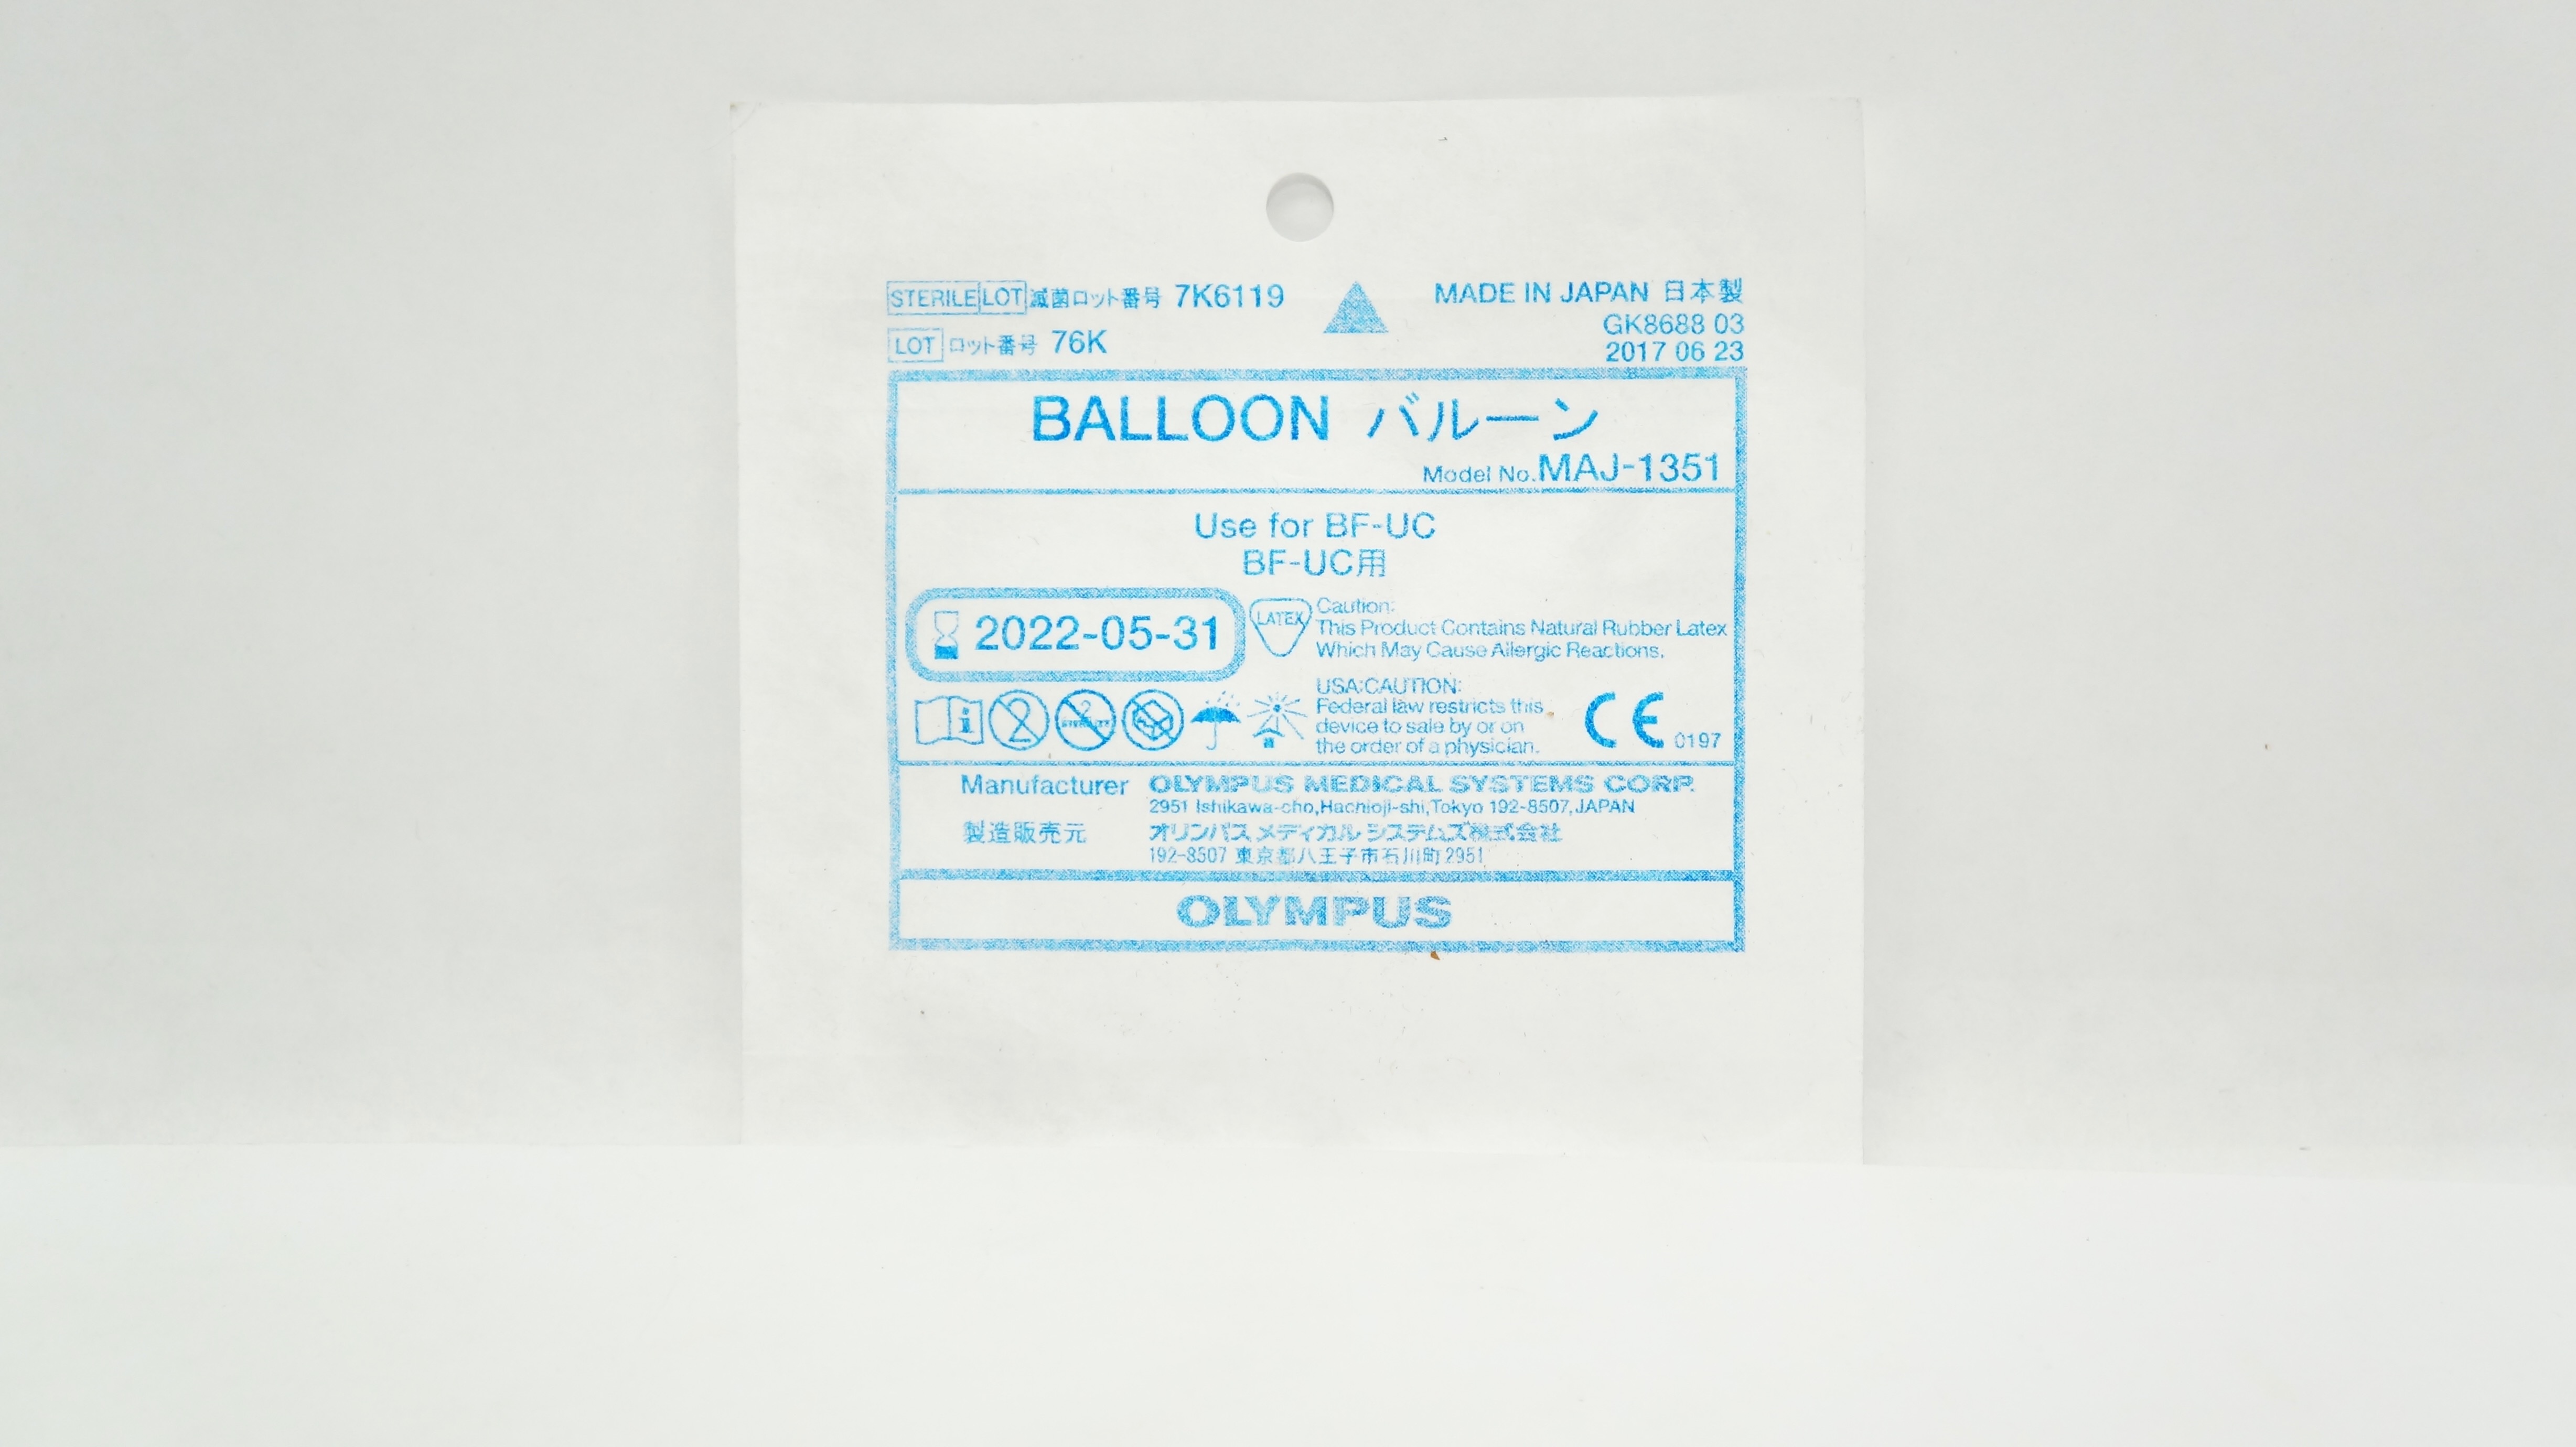 STERILE LOT 滅菌ロット番号 7K6119
LOT ロット番号 76K
MADE IN JAPAN 日本製
GK8688 03
2017 06 23
BALLOON バルーン
Model No.MAJ-1351
Use for BF-UC
BF-UC用
2022-05-31
LATEX
Caution:
This Product Contains Natural Rubber Latex
Which May Cause Allergic Reactions.
2
2
STERILIZE
USA:CAUTION:
Federal law restricts this
device to sale by or on
the order of a physician.
CE 0197
Manufacturer OLYMPUS MEDICAL SYSTEMS CORP.
2951 Ishikawa-cho,Hachioji-shi,Tokyo 192-8507,JAPAN
製造販売元 オリンパス メディカル システムズ株式会社
192-8507 東京都八王子市石川町2951
OLYMPUS